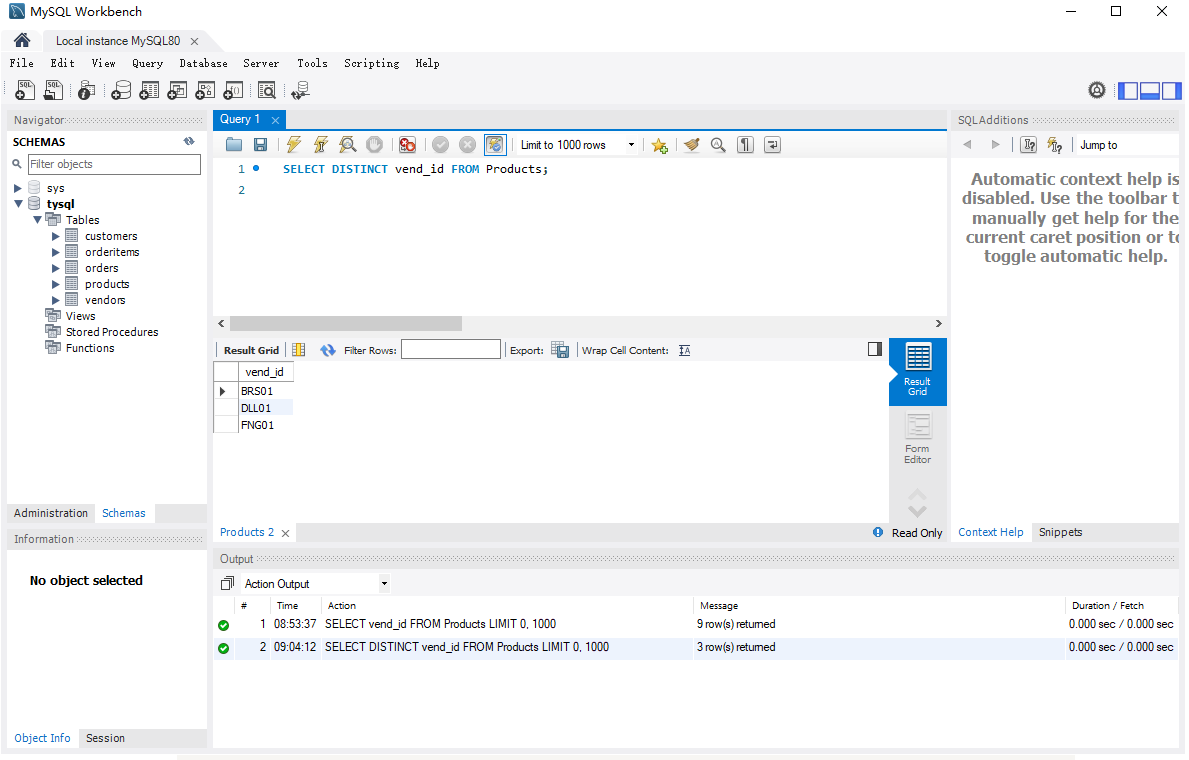 MySQL Workbench
Local instance MySQL80
File Edit View Query Database Server Tools Scripting Help
Navigator
SCHEMAS
Filter objects
sys
tysql
Tables
customers
orderitems
orders
products
vendors
Views
Stored Procedures
Functions
Administration Schemas
Information
No object selected
Object Info Session
Query 1
Limit to 1000 rows
1 SELECT DISTINCT vend_id FROM Products;
2
Result Grid Filter Rows: Export: Wrap Cell Content:
vend_id
BRS01
DLL01
FNG01
Result
Grid
Form
Editor
Products 2 Read Only
SQLAdditions
Jump to
Automatic context help is
disabled. Use the toolbar t
manually get help for the
current caret position or to
toggle automatic help.
Context Help Snippets
Output
Action Output
# Time Action Message Duration / Fetch
1 08:53:37 SELECT vend_id FROM Products LIMIT 0, 1000 9 row(s) returned 0.000 sec / 0.000 sec
2 09:04:12 SELECT DISTINCT vend_id FROM Products LIMIT 0, 1000 3 row(s) returned 0.000 sec / 0.000 sec